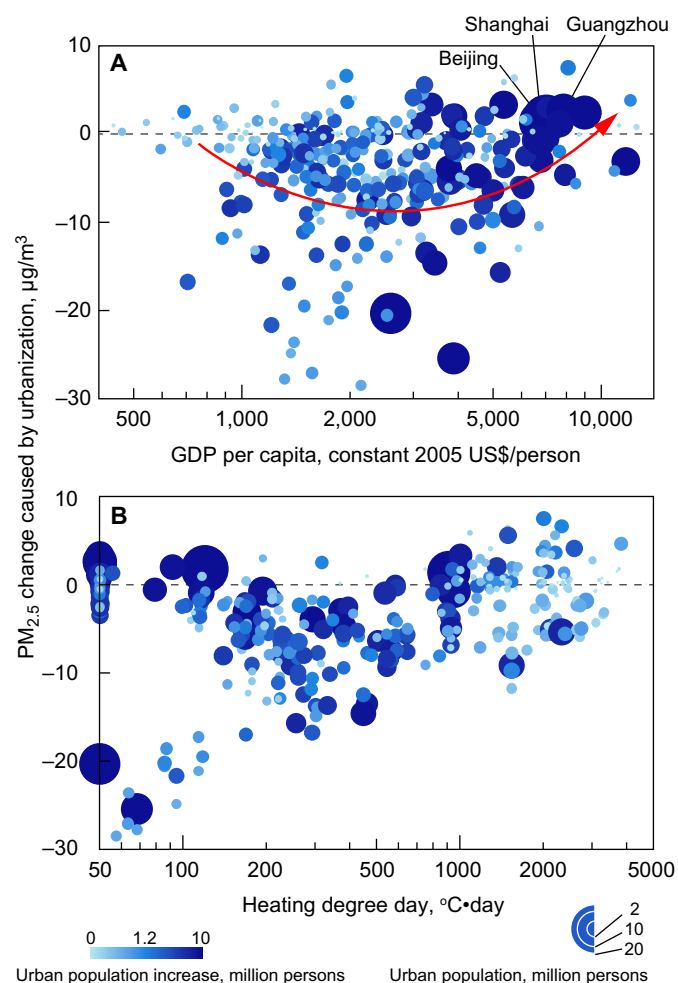 Shanghai Guangzhou
Beijing
A
10
0
–10
–20
–30
500 1,000 2,000 5,000 10,000
GDP per capita, constant 2005 US$/person
PM2.5 change caused by urbanization, µg/m3
B
10
0
–10
–20
–30
50 100 200 500 1000 2000 5000
Heating degree day, oC•day
0 1.2 10
Urban population increase, million persons
2
10
20
Urban population, million persons